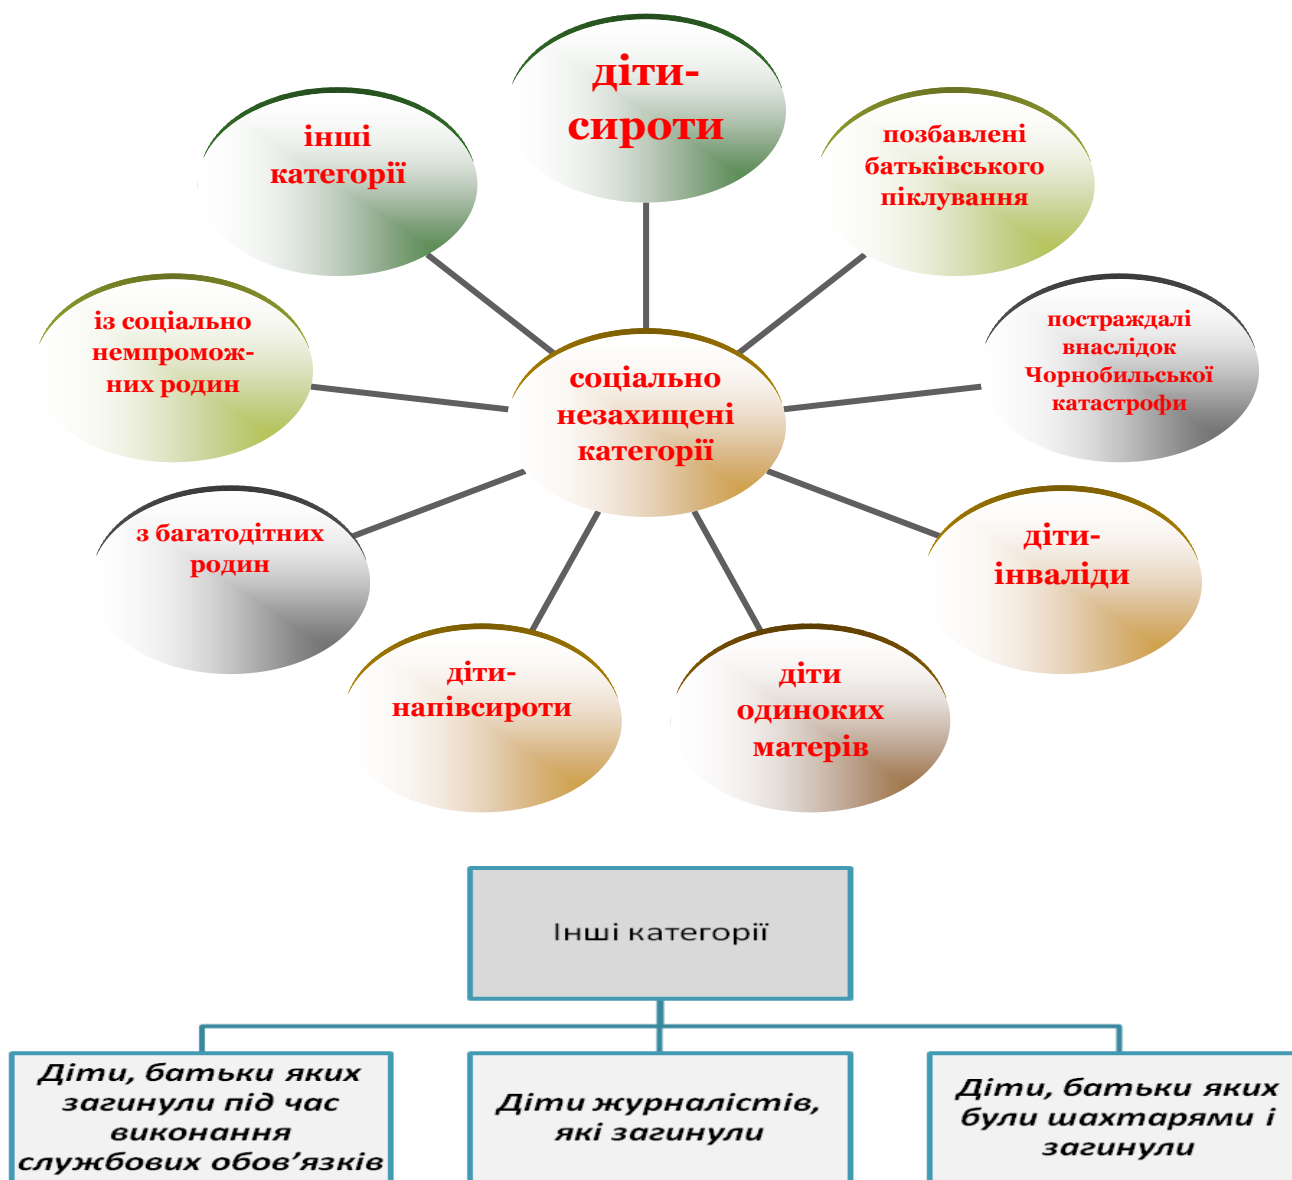 діти-
сироти
інші
категорії
позбавлені
батьківського
піклування
із соціально
немпромож-
них родин
постраждалі
внаслідок
Чорнобильської
катастрофи
соціально
незахищені
категорії
з багатодітних
родин
діти-
інваліди
діти-
напівсироти
діти
одиноких
матерів
Інші категорії
Діти, батьки яких
загинули під час
виконання
службових обов’язків
Діти журналістів,
які загинули
Діти, батьки яких
були шахтарями і
загинули